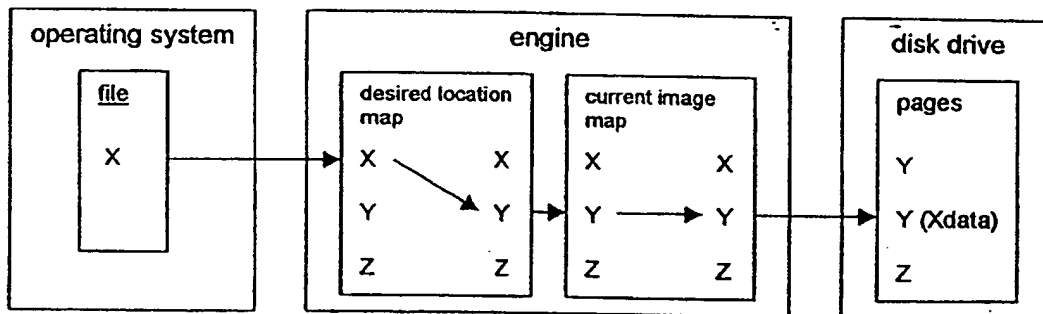 operating system
file
X
engine
desired location
map
X X
Y Y
Z Z
current image
map
X X
Y Y
Z Z
disk drive
pages
Y
Y (Xdata)
Z